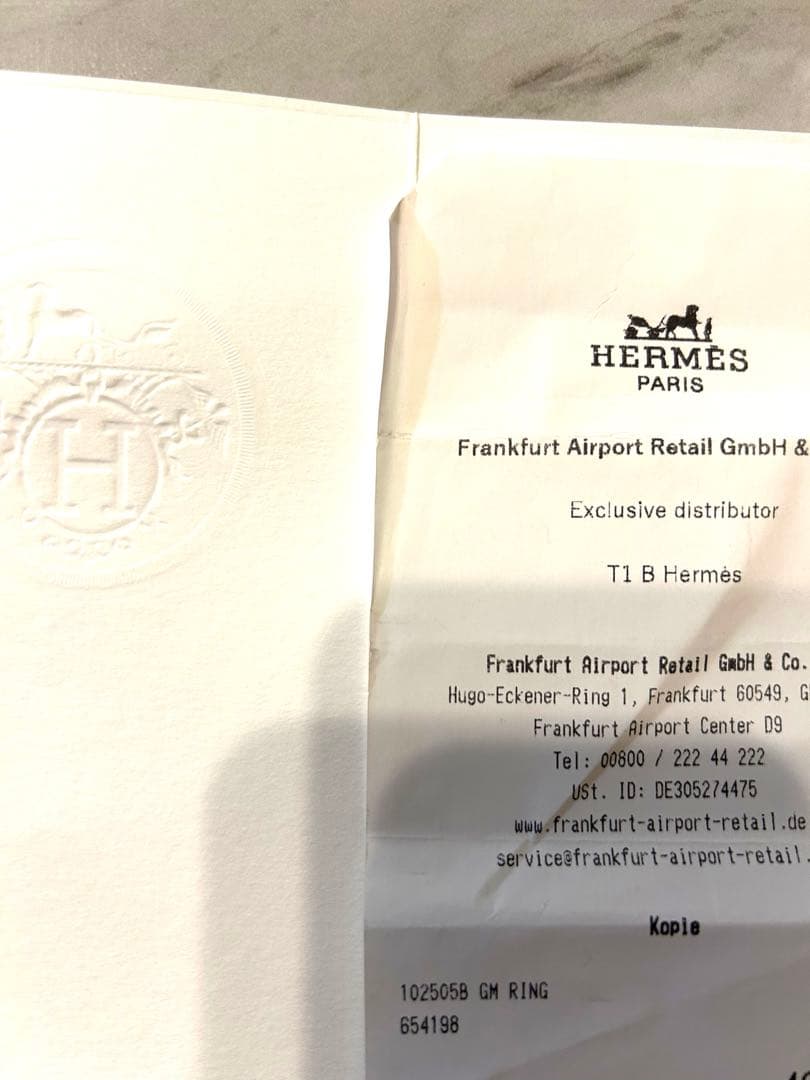 H
HERMÈS
PARIS
Frankfurt Airport Retail GmbH &
Exclusive distributor
T1 B Hermès
Frankfurt Airport Retail GmbH & Co.
Hugo-Eckener-Ring 1, Frankfurt 60549,
Frankfurt Airport Center D9
Tel: 00800 / 222 44 222
USt. ID: DE305274475
www.frankfurt-airport-retail.de
service@frankfurt-airport-retail.
Kopie
102505B GM RING
654198